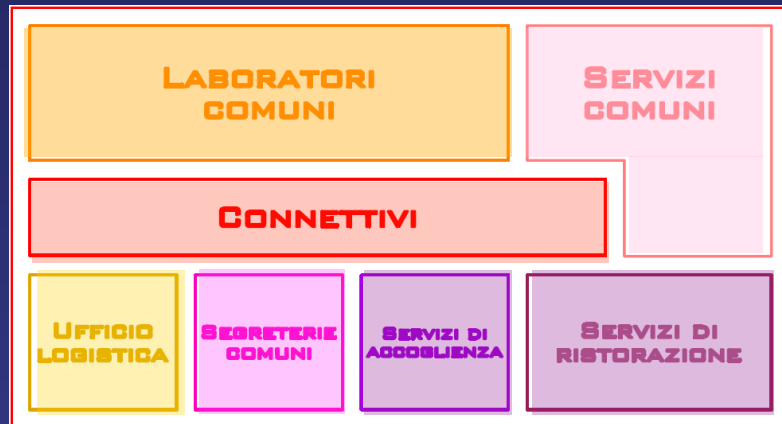 LABORATORI
COMUNI
SERVIZI
COMUNI
CONNETTIVI
UFFICIO
LOGISTICA
SEGRETERIE
COMUNI
SERVIZI DI
ACCOGLIENZA
SERVIZI DI
RISTORAZIONE